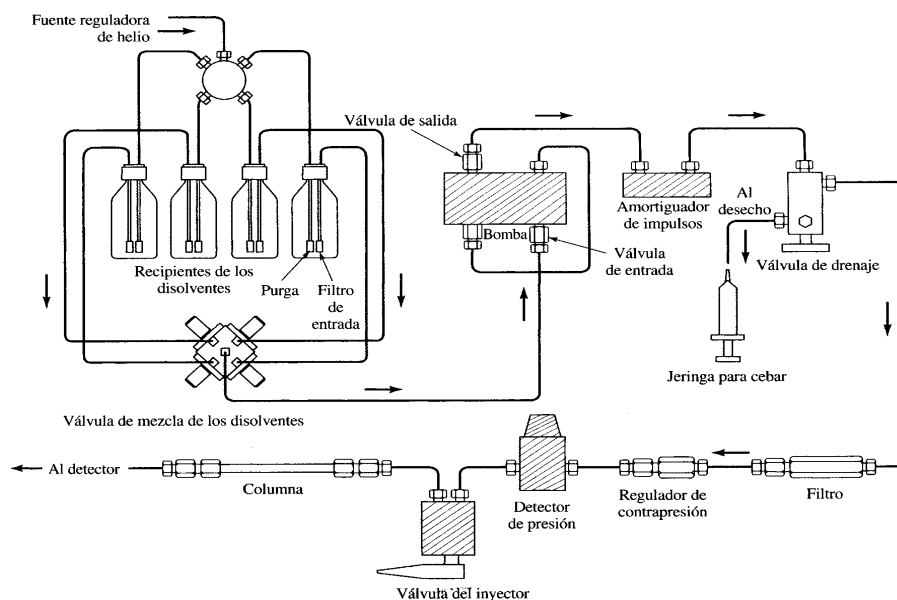 Fuente reguladora
de helio
Válvula de salida
Amortiguador
de impulsos
Al
desecho
Válvula de drenaje
Bomba
Válvula
de entrada
Recipientes de los
disolventes
Purga
Filtro
de
entrada
Jeringa para cebar
Válvula de mezcla de los disolventes
Al detector
Columna
Detector
de presión
Regulador de
contrapresión
Filtro
Válvula del inyector